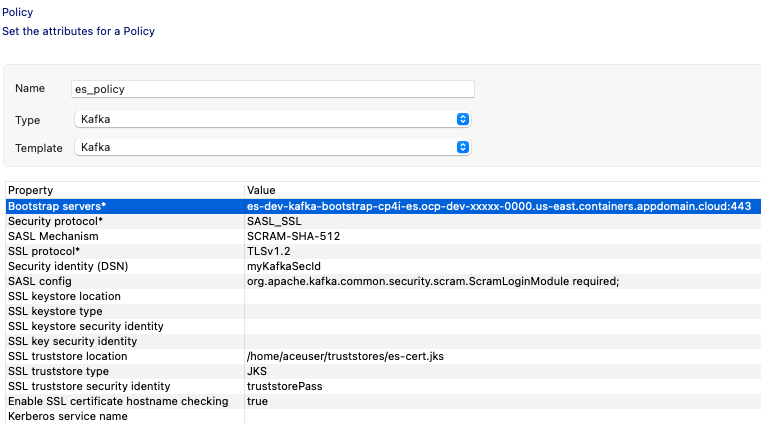 Policy
Set the attributes for a Policy
Name es_policy
Type Kafka
Template Kafka
Property Value
Bootstrap servers* es-dev-kafka-bootstrap-cp4i-es.ocp-dev-xxxxx-0000.us-east.containers.appdomain.cloud:443
Security protocol* SASL_SSL
SASL Mechanism SCRAM-SHA-512
SSL protocol* TLSv1.2
Security identity (DSN) myKafkaSecId
SASL config org.apache.kafka.common.security.scram.ScramLoginModule required;
SSL keystore location
SSL keystore type
SSL keystore security identity
SSL key security identity
SSL truststore location /home/aceuser/truststores/es-cert.jks
SSL truststore type JKS
SSL truststore security identity truststorePass
Enable SSL certificate hostname checking true
Kerberos service name